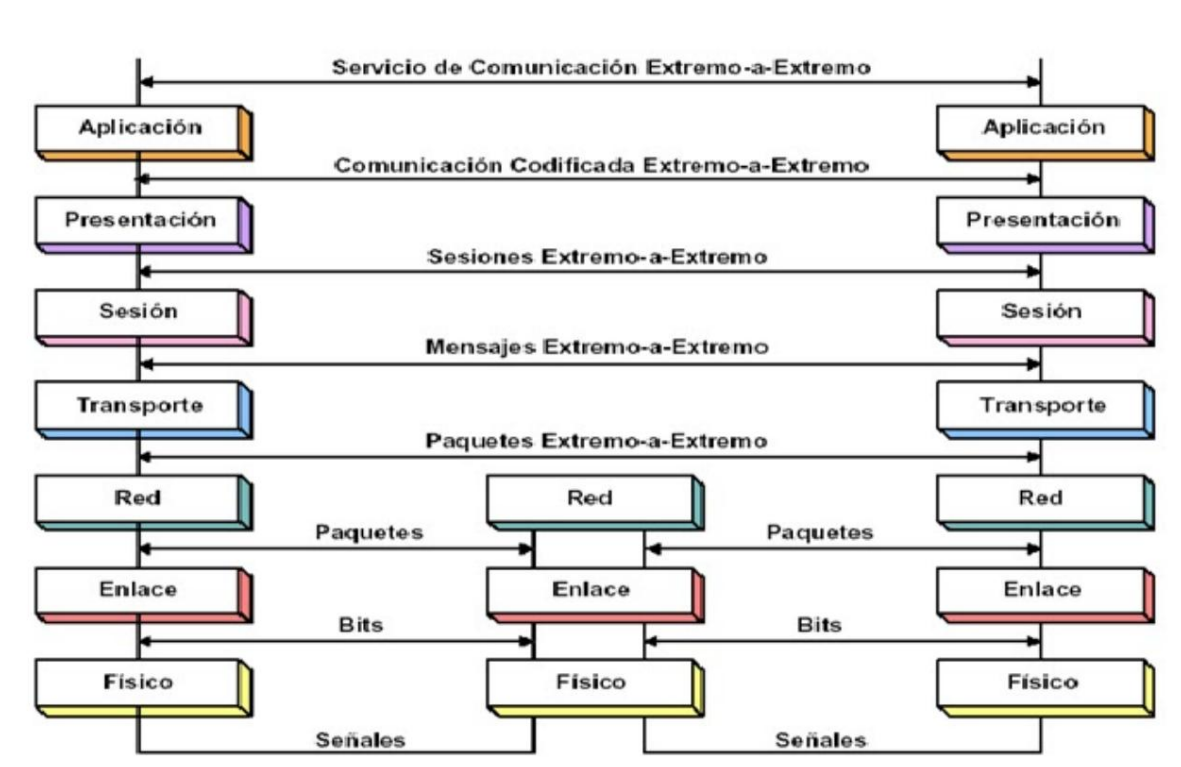 Servicio de Comunicación Extremo-a-Extremo
Aplicación
Aplicación
Comunicación Codificada Extremo-a-Extremo
Presentación
Presentación
Sesiones Extremo-a-Extremo
Sesión
Sesión
Mensajes Extremo-a-Extremo
Transporte
Transporte
Paquetes Extremo-a-Extremo
Red
Red
Red
Paquetes
Paquetes
Enlace
Enlace
Enlace
Bits
Bits
Físico
Físico
Físico
Señales
Señales